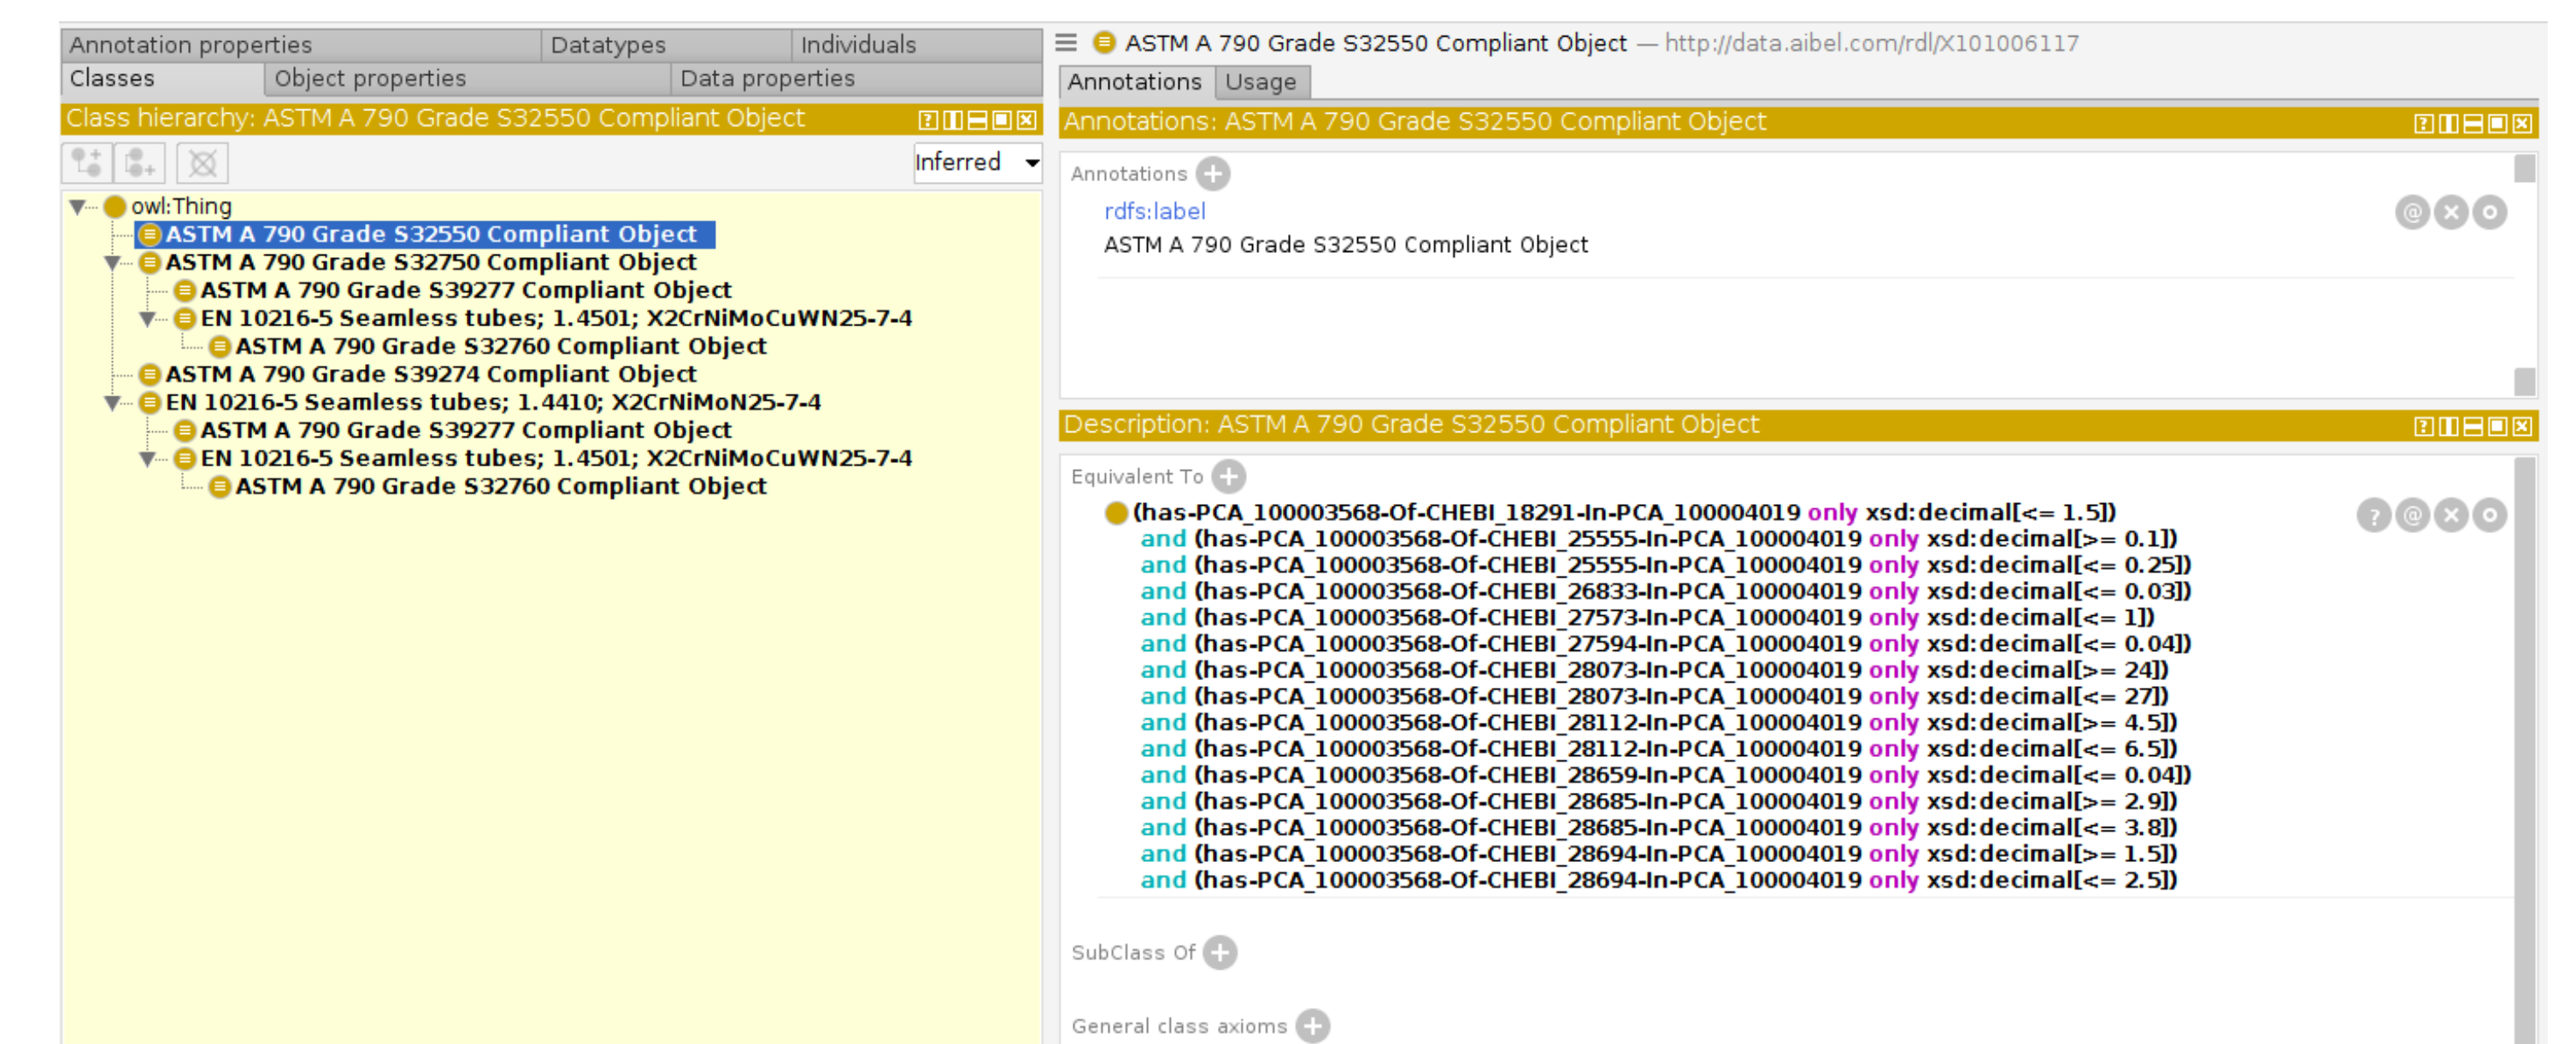 Annotation properties Datatypes Individuals
Classes Object properties Data properties
Class hierarchy: ASTM A 790 Grade S32550 Compliant Object
Inferred
owl:Thing
ASTM A 790 Grade S32550 Compliant Object
ASTM A 790 Grade S32750 Compliant Object
ASTM A 790 Grade S39277 Compliant Object
EN 10216-5 Seamless tubes; 1.4501; X2CrNiMoCuWN25-7-4
ASTM A 790 Grade S32760 Compliant Object
ASTM A 790 Grade S39274 Compliant Object
EN 10216-5 Seamless tubes; 1.4410; X2CrNiMoN25-7-4
ASTM A 790 Grade S39277 Compliant Object
EN 10216-5 Seamless tubes; 1.4501; X2CrNiMoCuWN25-7-4
ASTM A 790 Grade S32760 Compliant Object
ASTM A 790 Grade S32550 Compliant Object — http://data.aibel.com/rdl/X101006117
Annotations Usage
Annotations: ASTM A 790 Grade S32550 Compliant Object
Annotations
rdfs:label
ASTM A 790 Grade S32550 Compliant Object
Description: ASTM A 790 Grade S32550 Compliant Object
Equivalent To
(has-PCA_100003568-Of-CHEBI_18291-In-PCA_100004019 only xsd:decimal[<= 1.5])
and (has-PCA_100003568-Of-CHEBI_25555-In-PCA_100004019 only xsd:decimal[>= 0.1])
and (has-PCA_100003568-Of-CHEBI_25555-In-PCA_100004019 only xsd:decimal[<= 0.25])
and (has-PCA_100003568-Of-CHEBI_26833-In-PCA_100004019 only xsd:decimal[<= 0.03])
and (has-PCA_100003568-Of-CHEBI_27573-In-PCA_100004019 only xsd:decimal[<= 1])
and (has-PCA_100003568-Of-CHEBI_27594-In-PCA_100004019 only xsd:decimal[<= 0.04])
and (has-PCA_100003568-Of-CHEBI_28073-In-PCA_100004019 only xsd:decimal[>= 24])
and (has-PCA_100003568-Of-CHEBI_28073-In-PCA_100004019 only xsd:decimal[<= 27])
and (has-PCA_100003568-Of-CHEBI_28112-In-PCA_100004019 only xsd:decimal[>= 4.5])
and (has-PCA_100003568-Of-CHEBI_28112-In-PCA_100004019 only xsd:decimal[<= 6.5])
and (has-PCA_100003568-Of-CHEBI_28659-In-PCA_100004019 only xsd:decimal[<= 0.04])
and (has-PCA_100003568-Of-CHEBI_28685-In-PCA_100004019 only xsd:decimal[>= 2.9])
and (has-PCA_100003568-Of-CHEBI_28685-In-PCA_100004019 only xsd:decimal[<= 3.8])
and (has-PCA_100003568-Of-CHEBI_28694-In-PCA_100004019 only xsd:decimal[>= 1.5])
and (has-PCA_100003568-Of-CHEBI_28694-In-PCA_100004019 only xsd:decimal[<= 2.5])
SubClass Of
General class axioms